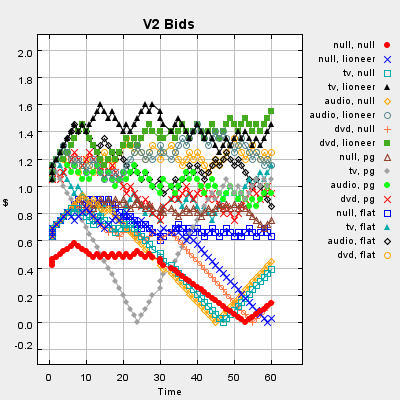 V2 Bids
2.0
1.8
1.6
1.4
1.2
1.0
0.8
0.6
0.4
0.2
0.0
-0.2
$
0 10 20 30 40 50 60
Time
null, null
null, lioneer
tv, null
tv, lioneer
audio, null
audio, lioneer
dvd, null
dvd, lioneer
null, pg
tv, pg
audio, pg
dvd, pg
null, flat
tv, flat
audio, flat
dvd, flat